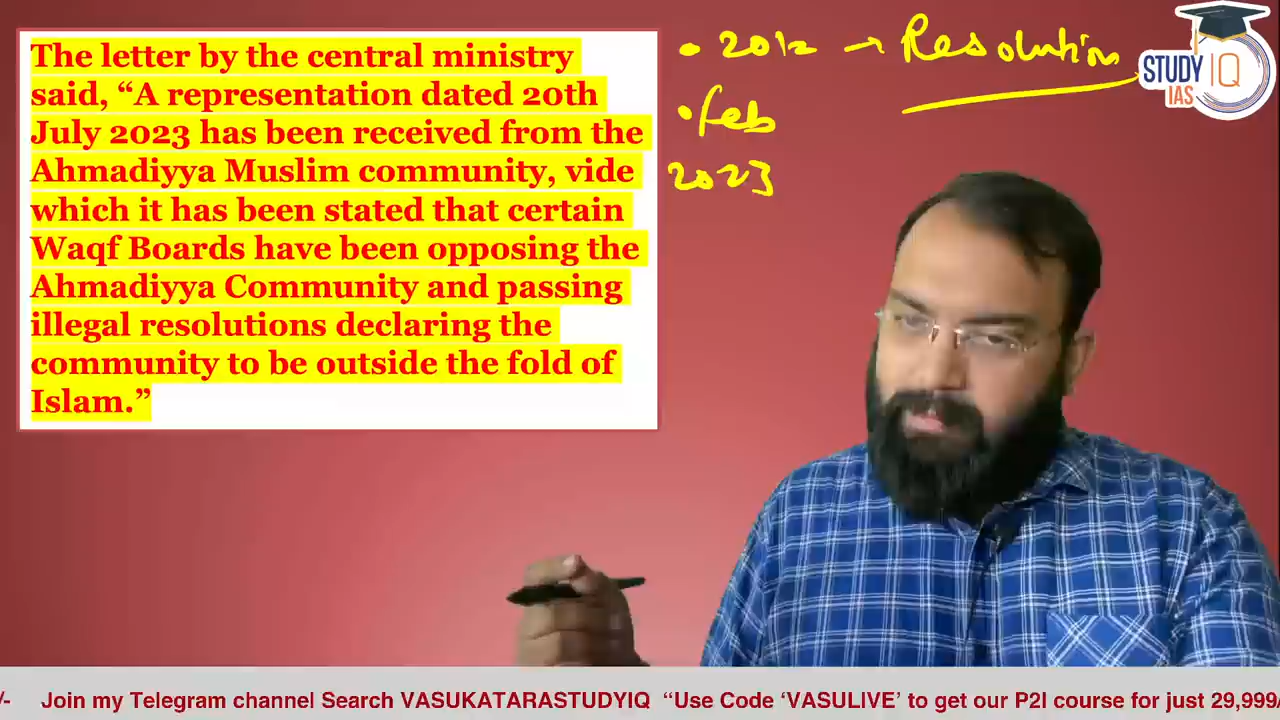 The letter by the central ministry
said, “A representation dated 20th
July 2023 has been received from the
Ahmadiyya Muslim community, vide
which it has been stated that certain
Waqf Boards have been opposing the
Ahmadiyya Community and passing
illegal resolutions declaring the
community to be outside the fold of
Islam.”
• 2012 → Resolution
• Feb
2023
STUDY IQ
IAS
/- Join my Telegram channel Search VASUKATARASTUDYIQ “Use Code ‘VASULIVE’ to get our P2I course for just 29,999/